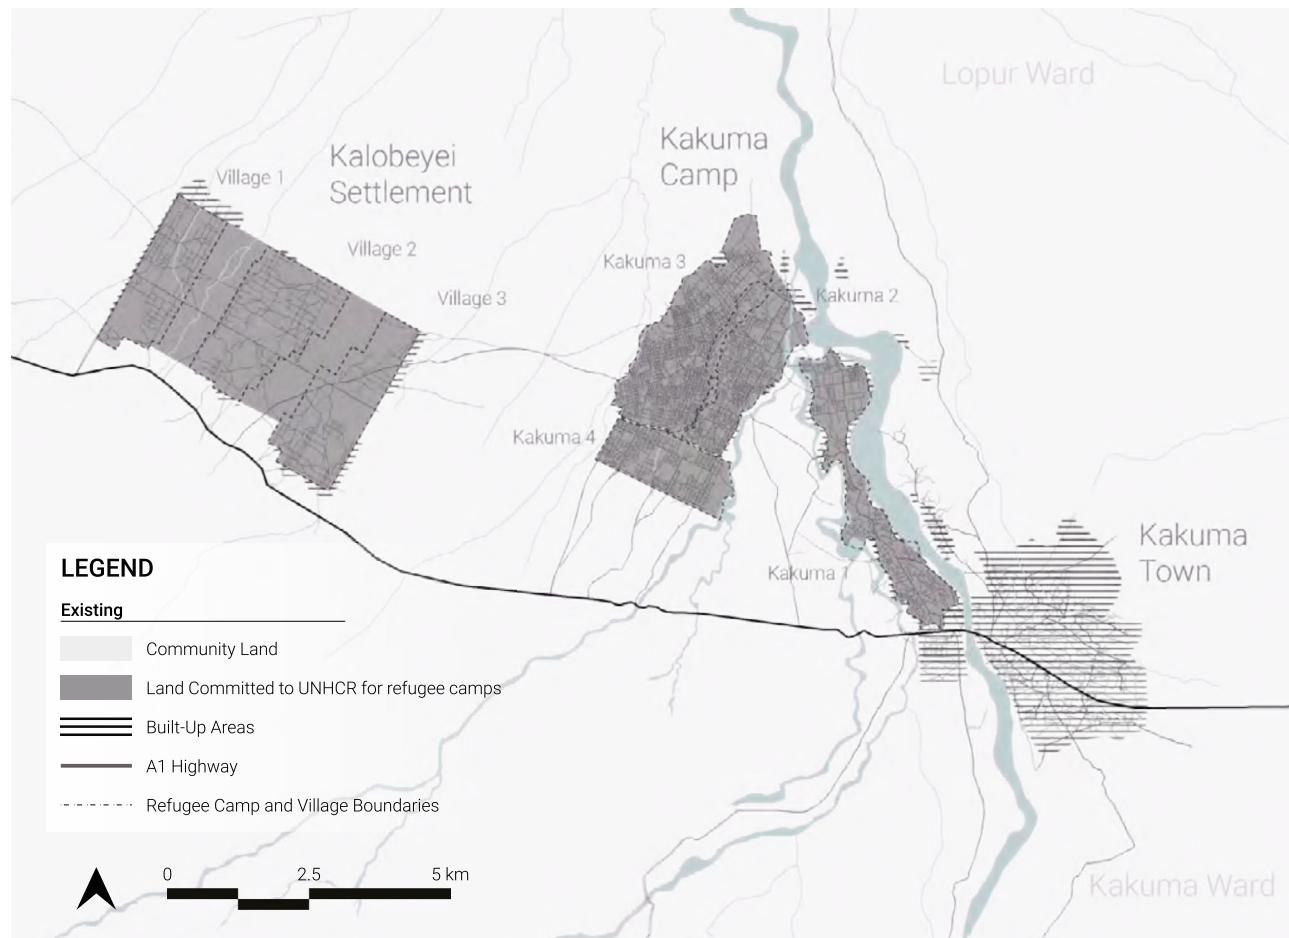 Lopur Ward
Kakuma
Camp
Kalobeyei
Settlement
Village 1
Village 2
Village 3
Kakuma 3
Kakuma 2
Kakuma 4
Kakuma 1
Kakuma
Town
LEGEND
Existing
Community Land
Land Committed to UNHCR for refugee camps
Built-Up Areas
A1 Highway
Refugee Camp and Village Boundaries
0 2.5 5 km
Kakuma Ward